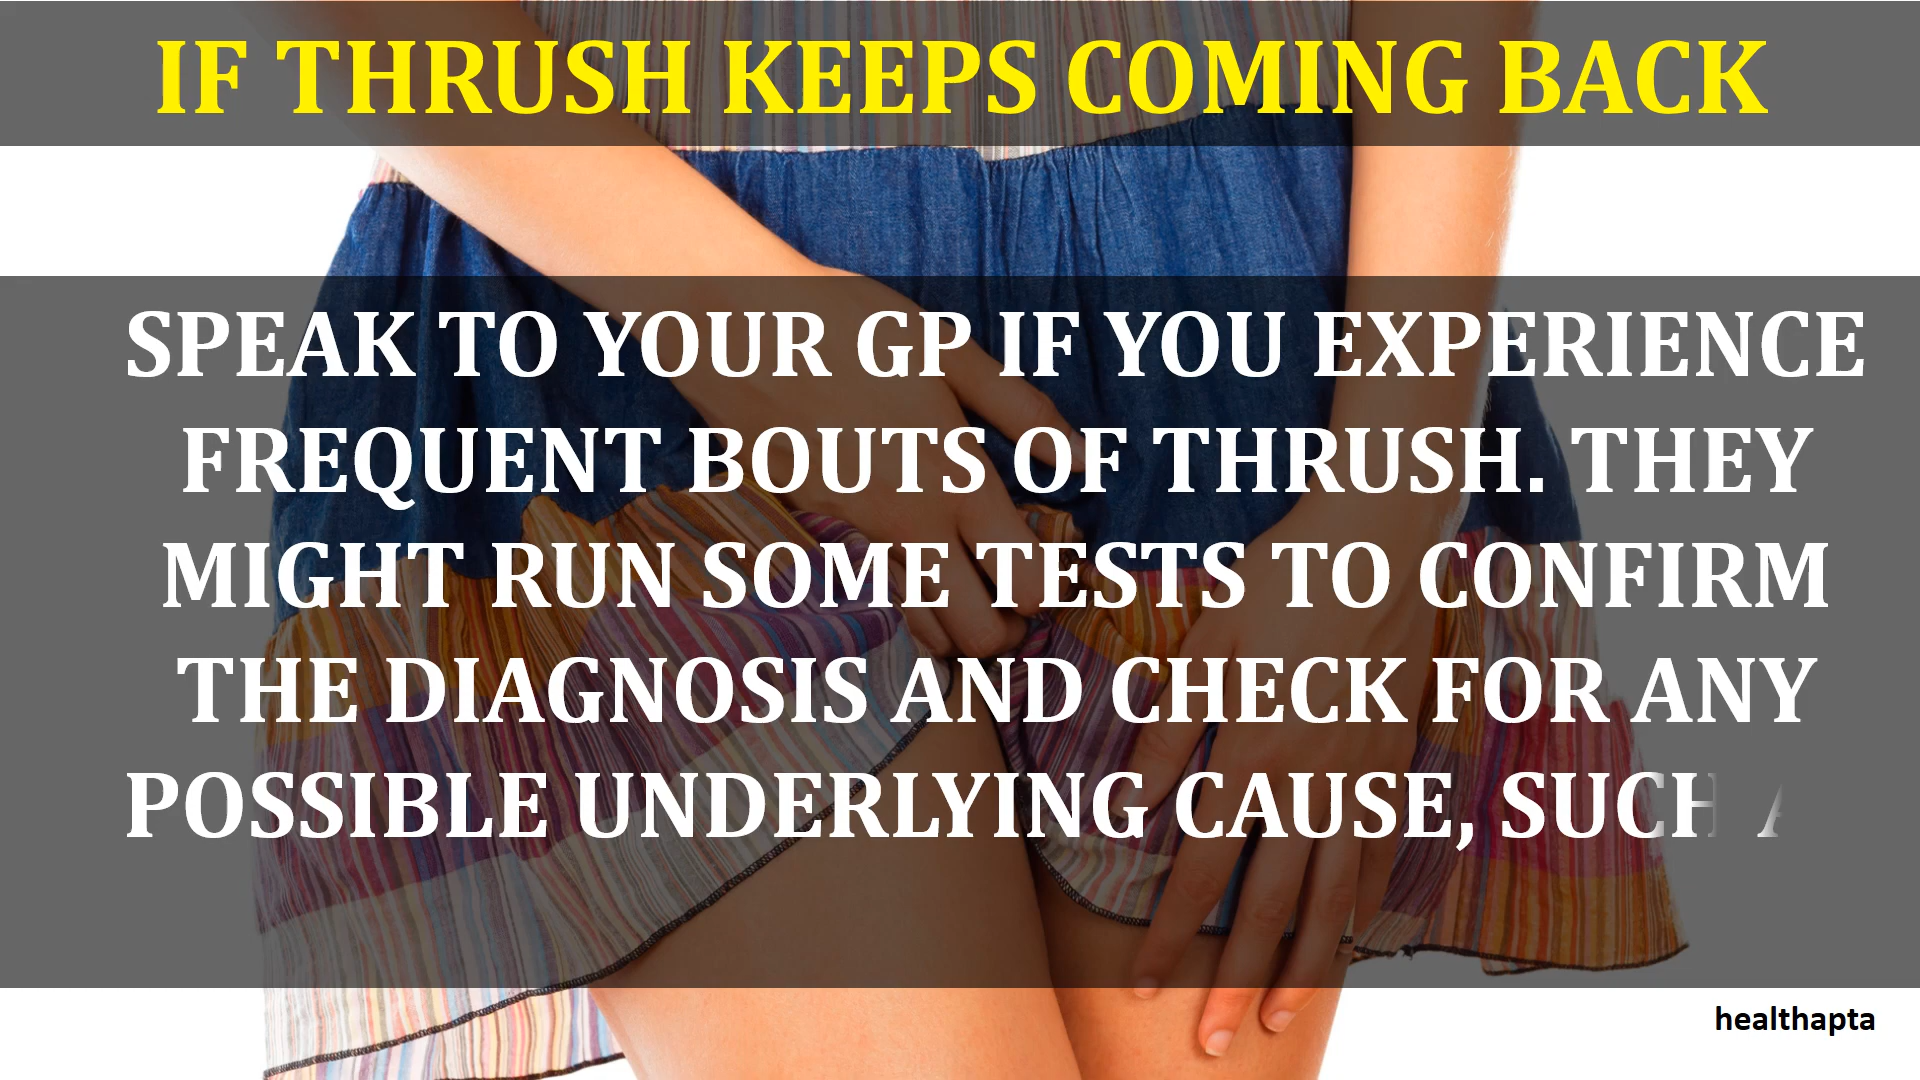 IF THRUSH KEEPS COMING BACK
SPEAK TO YOUR GP IF YOU EXPERIENCE
FREQUENT BOUTS OF THRUSH. THEY
MIGHT RUN SOME TESTS TO CONFIRM
THE DIAGNOSIS AND CHECK FOR ANY
POSSIBLE UNDERLYING CAUSE, SUCH
healthapta